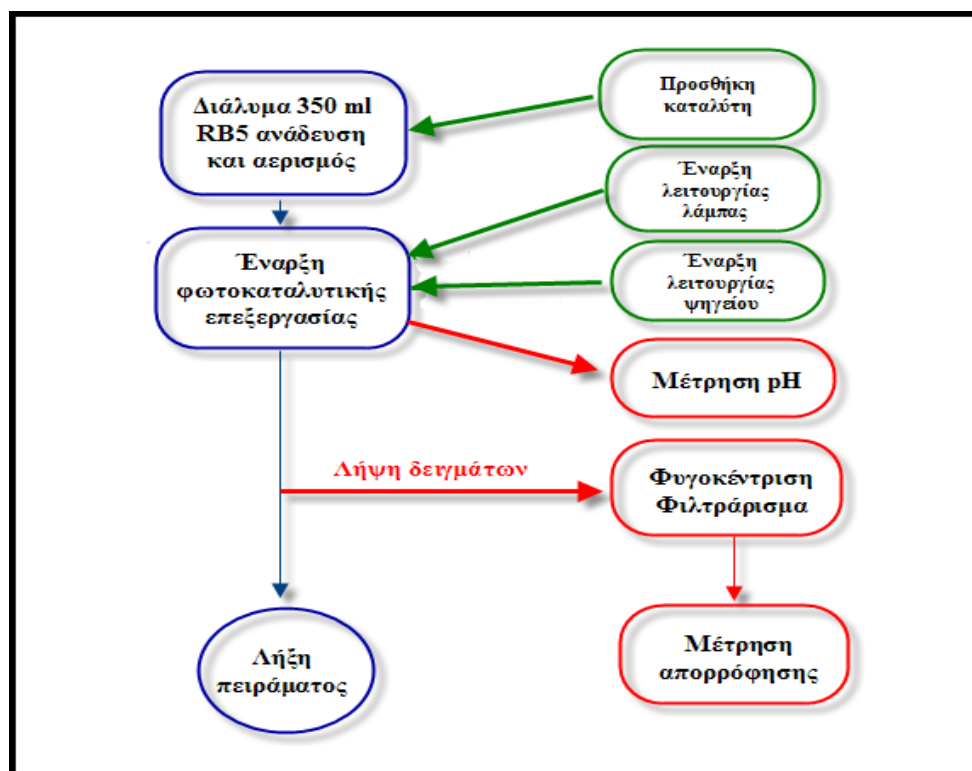 Διάλυμα 350 ml
RB5 ανάδευση
και αερισμός
Προσθήκη
καταλύτη
Έναρξη
λειτουργίας
λάμπας
Έναρξη
φωτοκαταλυτικής
επεξεργασίας
Έναρξη
λειτουργίας
ψηγείου
Μέτρηση pH
Λήψη δειγμάτων
Φυγοκέντριση
Φιλτράρισμα
Λήξη
πειράματος
Μέτρηση
απορρόφησης